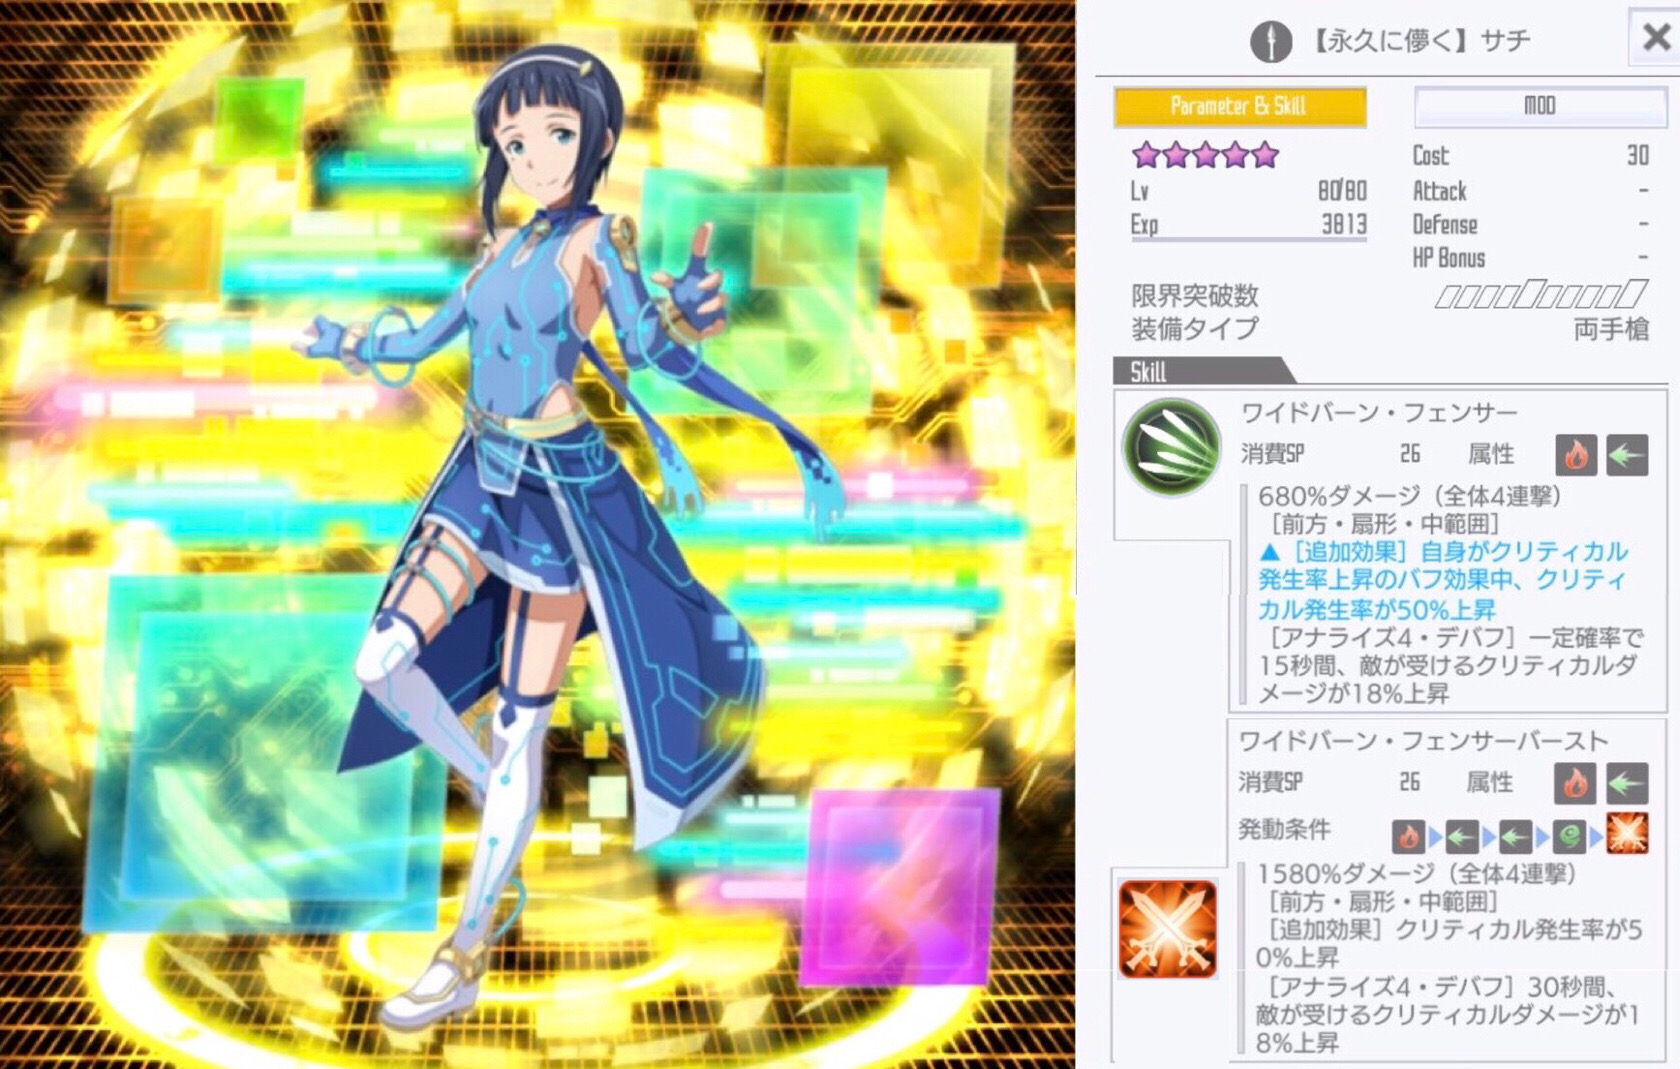 【永久に儚く】サチ
Parameter & Skill
MOD
Lv 80/80
Exp 3813
Cost 30
Attack -
Defense -
HP Bonus -
限界突破数
装備タイプ 両手槍
Skill
ワイドバーン・フェンサー
消費SP 26 属性
680%ダメージ（全体4連撃）
［前方・扇形・中範囲］
▲［追加効果］自身がクリティカル
発生率上昇のバフ効果中、クリティ
カル発生率が50%上昇
［アナライズ4・デバフ］一定確率で
15秒間、敵が受けるクリティカルダ
メージが18%上昇
ワイドバーン・フェンサーバースト
消費SP 26 属性
発動条件
1580%ダメージ（全体4連撃）
［前方・扇形・中範囲］
［追加効果］クリティカル発生率が5
0%上昇
［アナライズ4・デバフ］30秒間、
敵が受けるクリティカルダメージが1
8%上昇